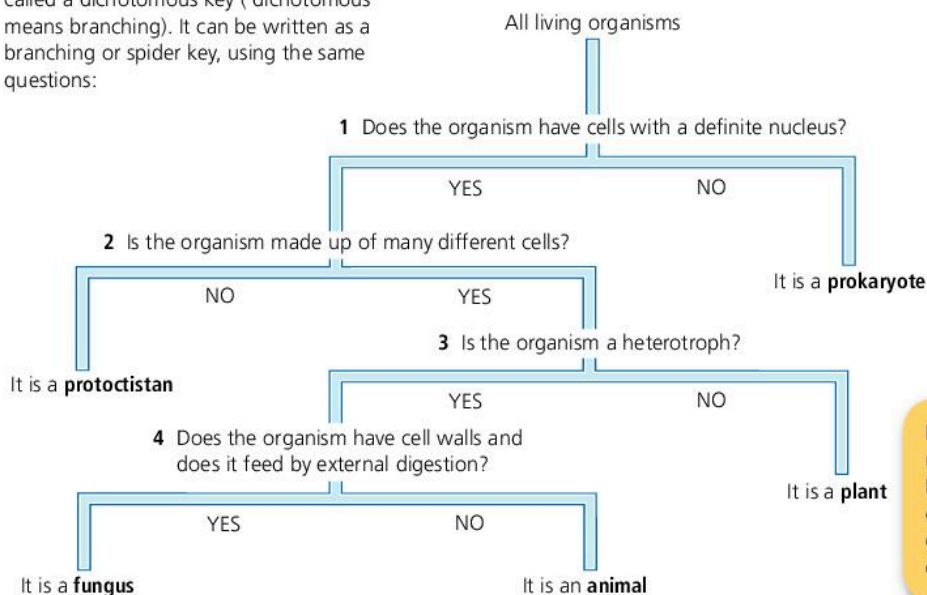 means branching). It can be written as a
branching or spider key, using the same
questions:
All living organisms
1 Does the organism have cells with a definite nucleus?
YES
NO
2 Is the organism made up of many different cells?
It is a prokaryote
NO
YES
3 Is the organism a heterotroph?
It is a protoctistan
YES
NO
4 Does the organism have cell walls and
does it feed by external digestion?
It is a plant
YES
NO
It is a fungus
It is an animal